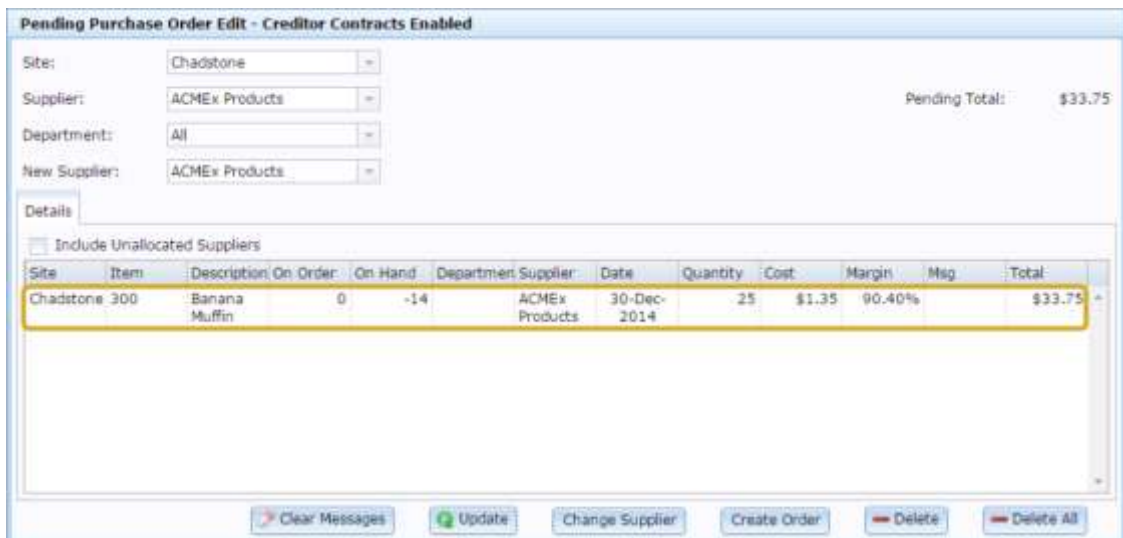 Pending Purchase Order Edit - Creditor Contracts Enabled
Site: Chadstone
Supplier: ACMEx Products Pending Total: $33.75
Department: All
New Supplier: ACMEx Products
Details
Include Unallocated Suppliers
Site Item Description On Order On Hand Departmen Supplier Date Quantity Cost Margin Msg Total
Chadstone 300 Banana 0 -14 ACMEx 30-Dec- 25 $1.35 90.40% $33.75
Muffin Products 2014
Clear Messages Update Change Supplier Create Order Delete Delete All